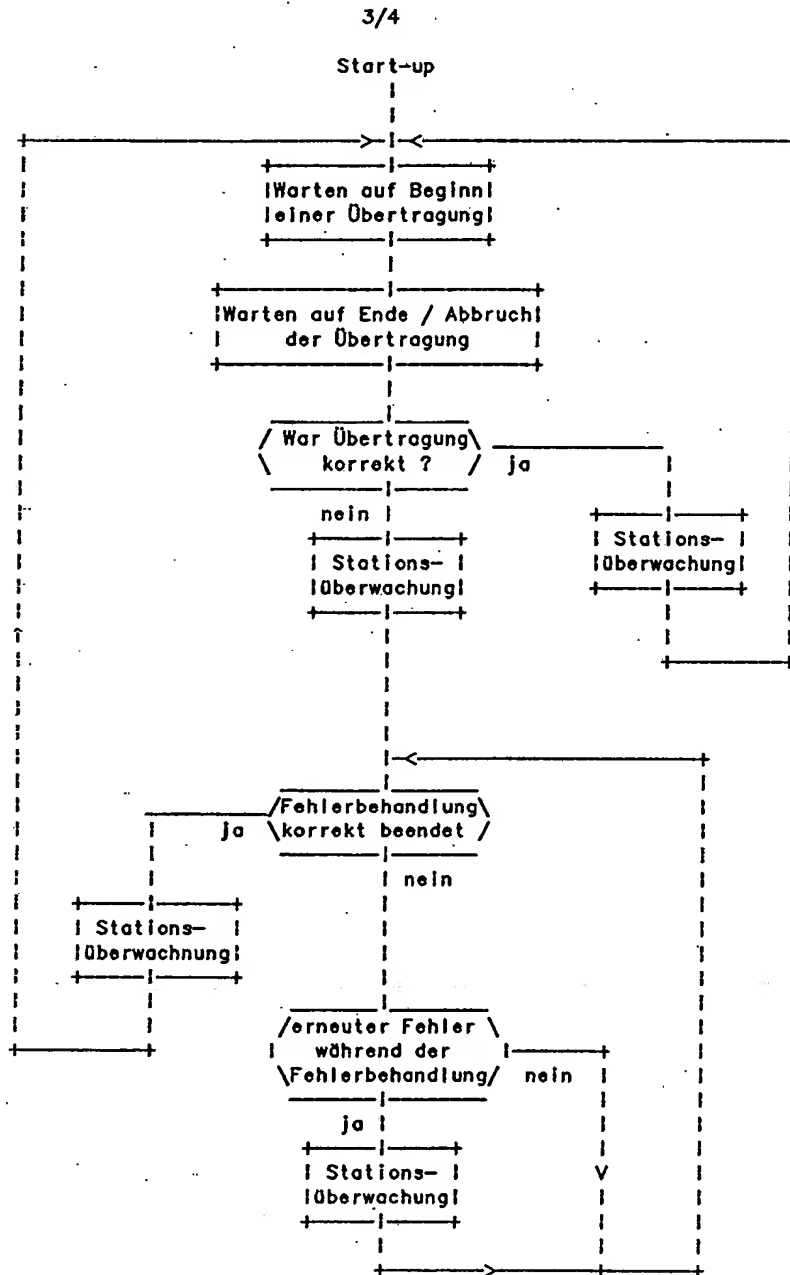 3/4
Start-up
Warten auf Beginn
einer Übertragung
Warten auf Ende / Abbruch
der Übertragung
War Übertragung
korrekt ?
ja
nein
Stations-
überwachung
Stations-
überwachung
Fehlerbehandlung
korrekt beendet
ja
nein
Stations-
überwachnung
erneuter Fehler
während der
Fehlerbehandlung
nein
ja
Stations-
überwachung